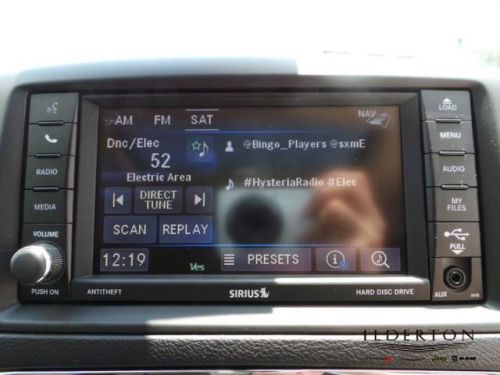 LOAD
AM FM SAT NAV
MENU
Dnc/Elec
@Bingo_Players @sxmE
52
RADIO
AUDIO
Electric Area
#HysteriaRadio #Elec
DIRECT TUNE
MEDIA
MY FILES
SCAN REPLAY
VOLUME
PULL
12:19
PRESETS
PUSH ON
ANTITHEFT
SIRIUS
HARD DISC DRIVE
AUX
ILDERTON
Jeep RAM